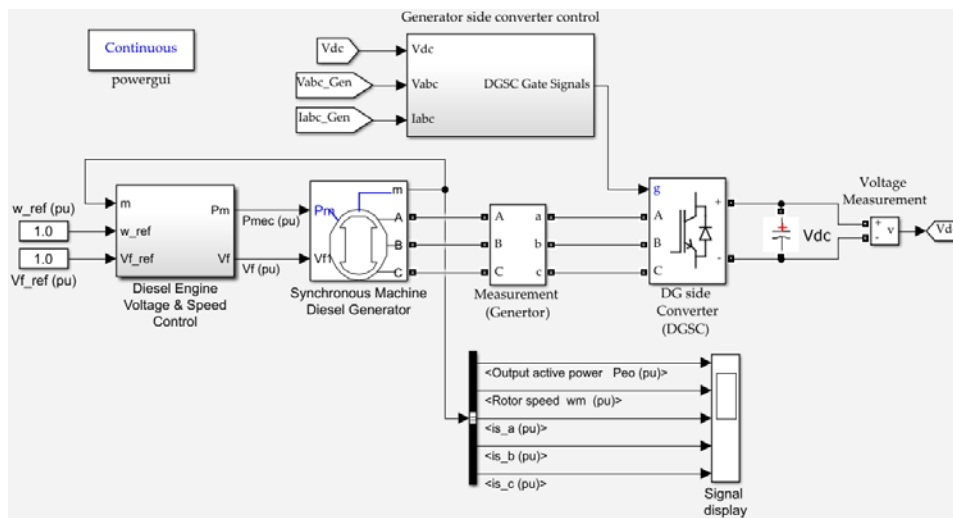 Generator side converter control
Continuous
powergui
Vdc
Vabc_Gen
Iabc_Gen
Vdc
Vabc
Iabc
DGSC Gate Signals
w_ref (pu)
1.0
1.0
Vf_ref (pu)
m
w_ref
Vf_ref
Pm
Vf
Diesel Engine
Voltage & Speed
Control
Pmec (pu)
Vf (pu)
Pm
Vf1
m
A
B
C
Synchronous Machine
Diesel Generator
A
B
C
a
b
c
Measurement
(Genertor)
g
A
B
C
+
-
DG side
Converter
(DGSC)
+
Vdc
Voltage
Measurement
+
-
v
Vd
<Output active power Peo (pu)>
<Rotor speed wm (pu)>
<is_a (pu)>
<is_b (pu)>
<is_c (pu)>
Signal
display